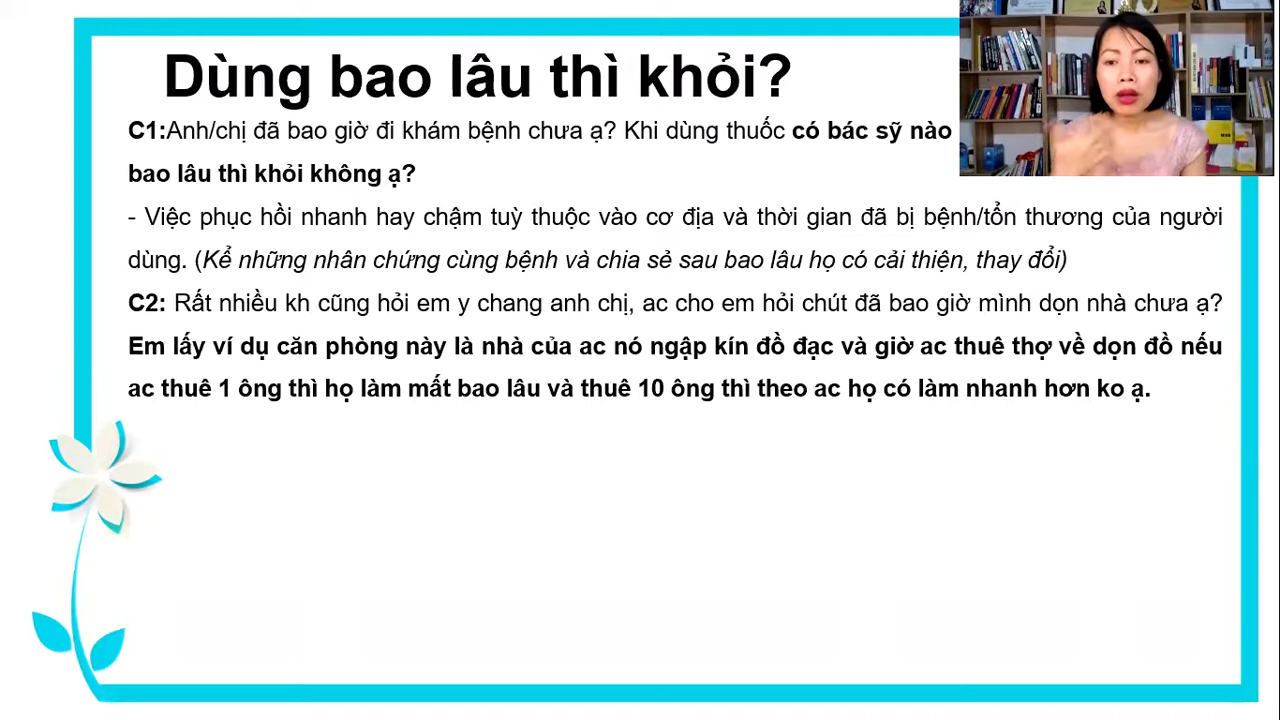 Dùng bao lâu thì khỏi?
C1:Anh/chị đã bao giờ đi khám bệnh chưa ạ? Khi dùng thuốc có bác sỹ nào
bao lâu thì khỏi không ạ?
- Việc phục hồi nhanh hay chậm tuỳ thuộc vào cơ địa và thời gian đã bị bệnh/tổn thương của người
dùng. (Kể những nhân chứng cùng bệnh và chia sẻ sau bao lâu họ có cải thiện, thay đổi)
C2: Rất nhiều kh cũng hỏi em y chang anh chị, ac cho em hỏi chút đã bao giờ mình dọn nhà chưa ạ?
Em lấy ví dụ căn phòng này là nhà của ac nó ngập kín đồ đạc và giờ ac thuê thợ về dọn đồ nếu
ac thuê 1 ông thì họ làm mất bao lâu và thuê 10 ông thì theo ac họ có làm nhanh hơn ko ạ.